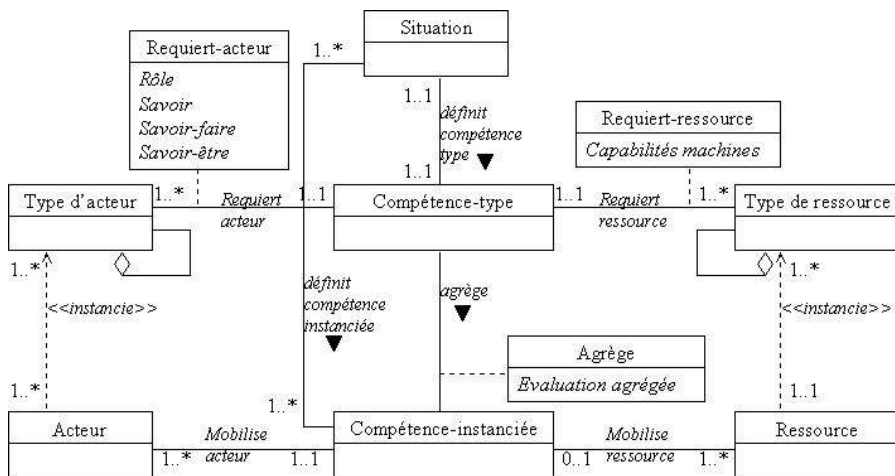 Situation
1..*
Requiert-acteur
Rôle
Savoir
Savoir-faire
Savoir-être
1..1
définit
compétence
type
1..1
Requiert-ressource
Capabilités machines
Type d'acteur
1..*
Requiert
acteur
1..1
Compétence-type
1..1
Requiert
ressource
1..*
Type de ressource
1..*
<<instancie>>
1..*
définit
compétence
instanciée
agrège
1..*
<<instancie>>
1..1
Agrège
Evaluation agrégée
1..*
Acteur
1..*
Mobilise
acteur
1..1
Compétence-instanciée
0..1
Mobilise
ressource
1..*
Ressource